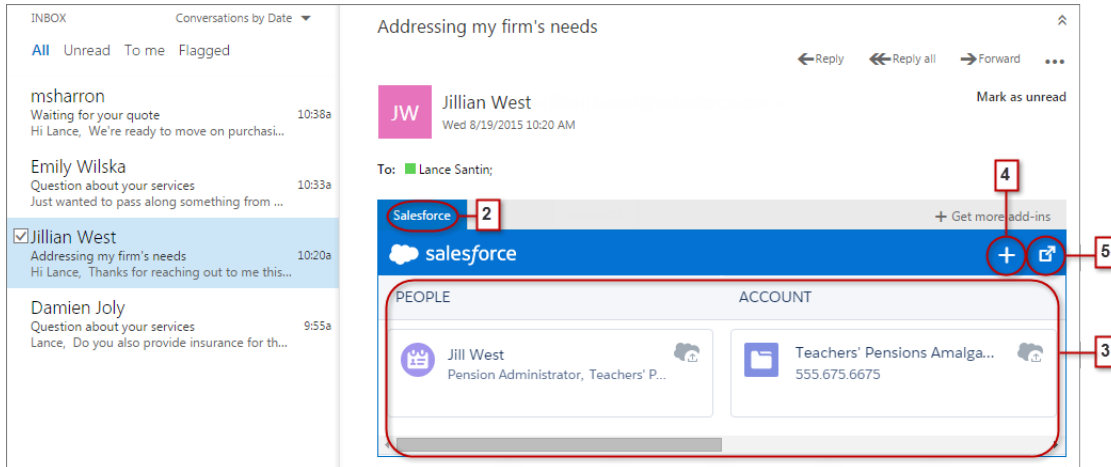 INBOX
Conversations by Date
All Unread To me Flagged
msharron
Waiting for your quote
10:38a
Hi Lance, We're ready to move on purchasi...
Emily Wilska
Question about your services
10:33a
Just wanted to pass along something from ...
Jillian West
Addressing my firm's needs
10:20a
Hi Lance, Thanks for reaching out to me this...
Damien Joly
Question about your services
9:55a
Lance, Do you also provide insurance for th...
Addressing my firm's needs
Reply Reply all Forward
JW
Jillian West
Wed 8/19/2015 10:20 AM
Mark as unread
To: Lance Santin;
4
Salesforce
2
+ Get more add-ins
salesforce
5
PEOPLE
ACCOUNT
Jill West
Pension Administrator, Teachers' P...
Teachers' Pensions Amalga...
555.675.6675
3